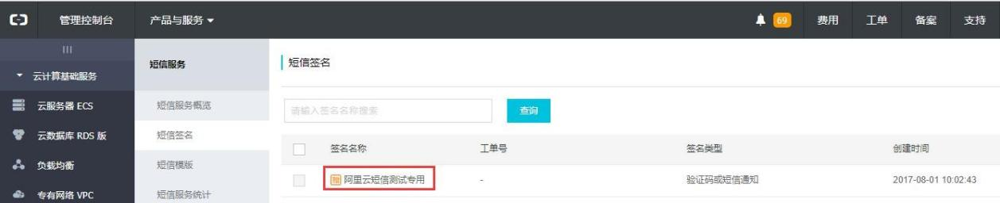 管理控制台 产品与服务 69 费用 工单 备案 支持
云计算基础服务
云服务器 ECS
云数据库 RDS 版
负载均衡
专有网络 VPC
短信服务
短信服务概览
短信签名
短信模版
短信服务统计
短信签名
请输入签名名称搜索 查询
签名名称 工单号 签名类型 创建时间
赠 阿里云短信测试专用 - 验证码或短信通知 2017-08-01 10:02:43